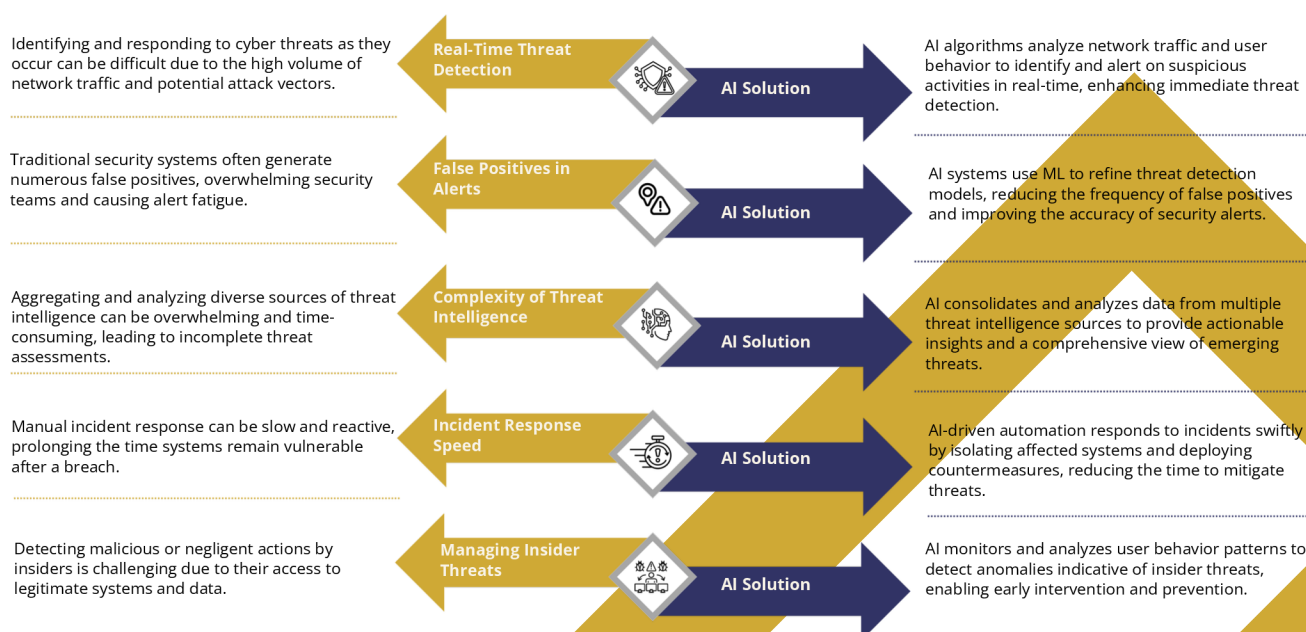 Identifying and responding to cyber threats as they
occur can be difficult due to the high volume of
network traffic and potential attack vectors.
Real-Time Threat
Detection
AI Solution
AI algorithms analyze network traffic and user
behavior to identify and alert on suspicious
activities in real-time, enhancing immediate threat
detection.
Traditional security systems often generate
numerous false positives, overwhelming security
teams and causing alert fatigue.
False Positives in
Alerts
AI Solution
AI systems use ML to refine threat detection
models, reducing the frequency of false positives
and improving the accuracy of security alerts.
Aggregating and analyzing diverse sources of threat
intelligence can be overwhelming and time-
consuming, leading to incomplete threat
assessments.
Complexity of Threat
Intelligence
AI Solution
AI consolidates and analyzes data from multiple
threat intelligence sources to provide actionable
insights and a comprehensive view of emerging
threats.
Manual incident response can be slow and reactive,
prolonging the time systems remain vulnerable
after a breach.
Incident Response
Speed
AI Solution
AI-driven automation responds to incidents swiftly
by isolating affected systems and deploying
countermeasures, reducing the time to mitigate
threats.
Detecting malicious or negligent actions by
insiders is challenging due to their access to
legitimate systems and data.
Managing Insider
Threats
AI Solution
AI monitors and analyzes user behavior patterns to
detect anomalies indicative of insider threats,
enabling early intervention and prevention.